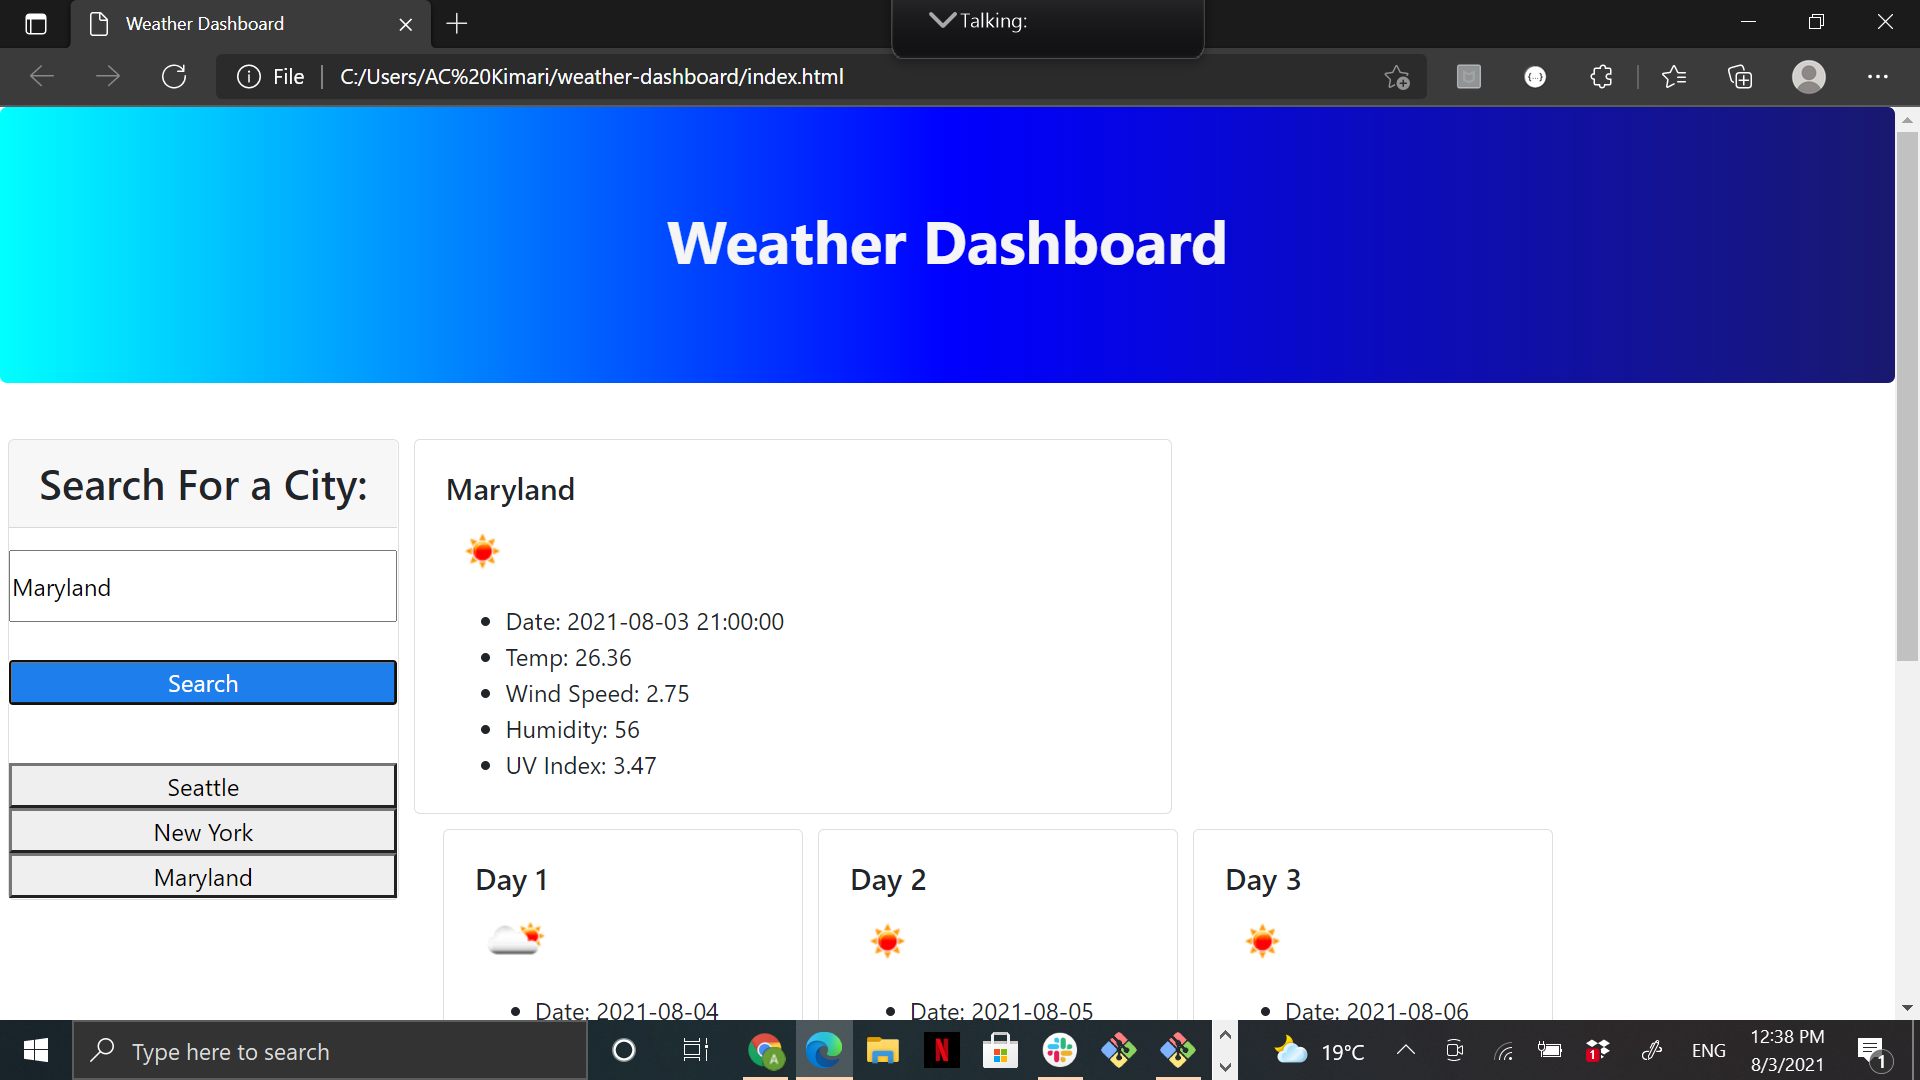 Weather Dashboard
Talking:
File
C:/Users/AC%20Kimari/weather-dashboard/index.html
Weather Dashboard
Search For a City:
Maryland
Search
Seattle
New York
Maryland
Maryland
Date: 2021-08-03 21:00:00
Temp: 26.36
Wind Speed: 2.75
Humidity: 56
UV Index: 3.47
Day 1
Date: 2021-08-04
Day 2
Date: 2021-08-05
Day 3
Date: 2021-08-06
Type here to search
A
N
19°C
1
ENG
12:38 PM
8/3/2021
1